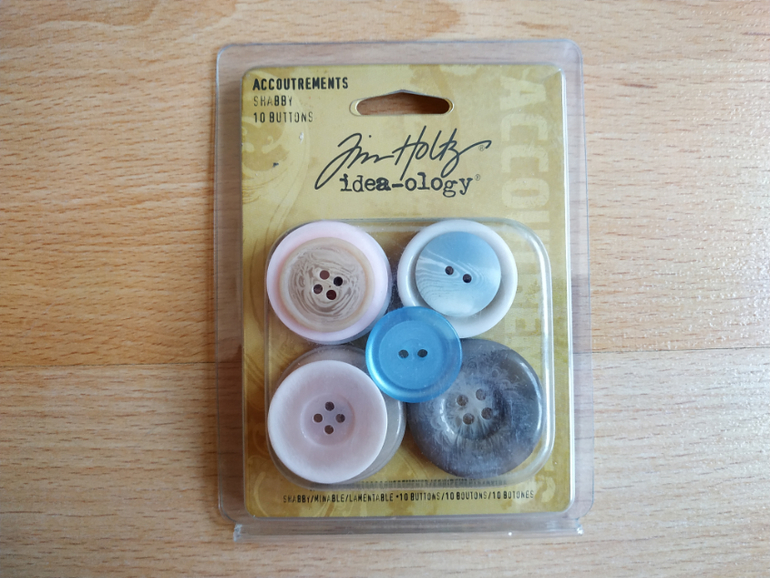 ACCOUTREMENTS
SHABBY
10 BUTTONS
Tim Holtz®
idea-ology®
ACCOUTREMENTS
SHABBY/MINABLE/LAMENTABLE • 10 BUTTONS/10 BOUTONS/10 BOTONES